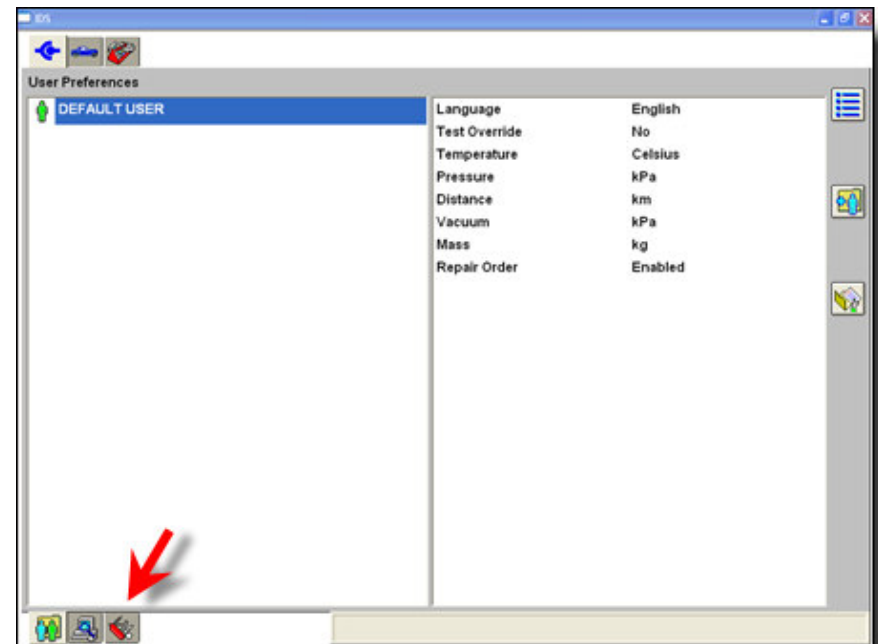 IDS
User Preferences
DEFAULT USER
Language English
Test Override No
Temperature Celsius
Pressure kPa
Distance km
Vacuum kPa
Mass kg
Repair Order Enabled